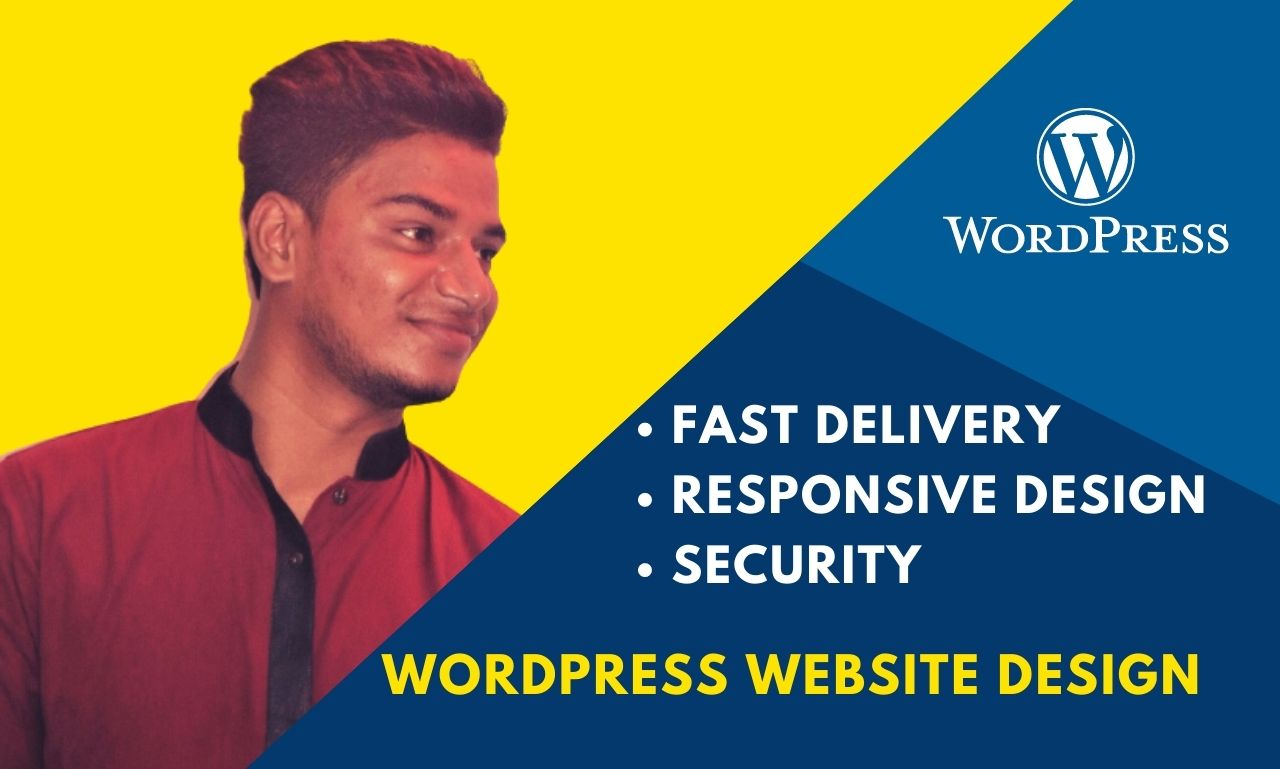 WORDPRESS
• FAST DELIVERY
• RESPONSIVE DESIGN
• SECURITY
WORDPRESS WEBSITE DESIGN